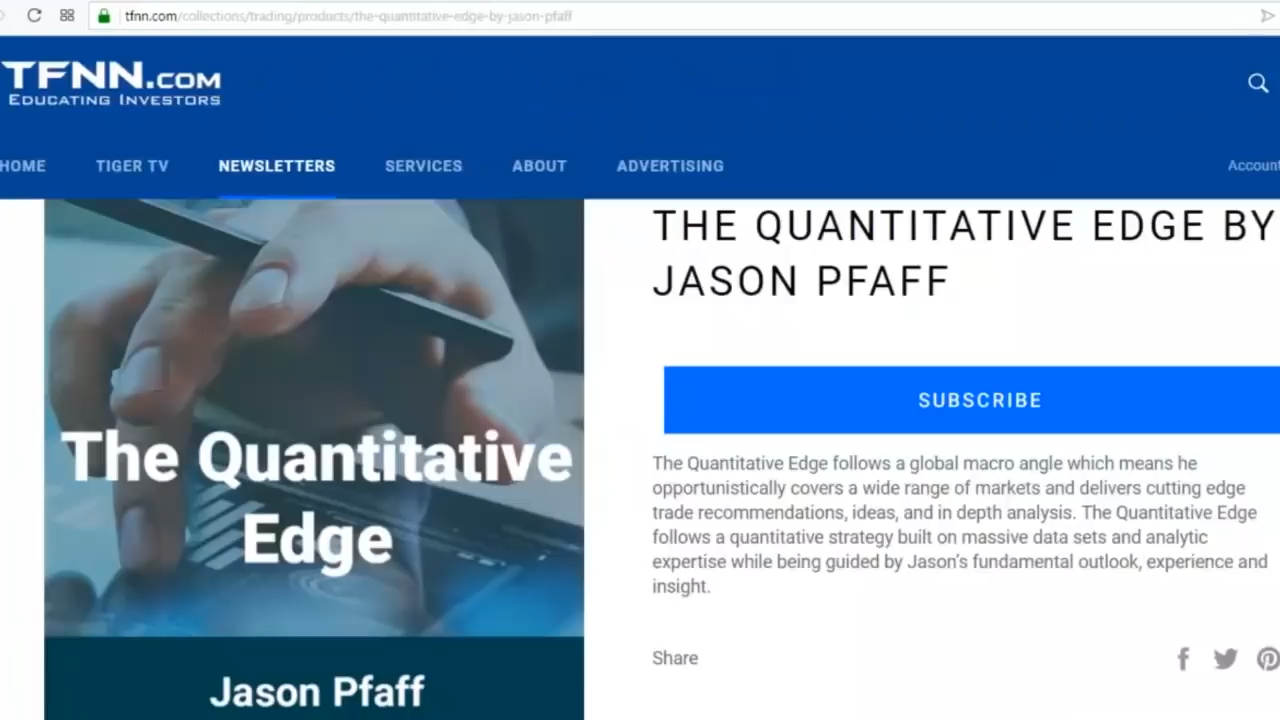 tfnn.com/collections/trading/products/the-quantitative-edge-by-jason-pfaff
TFNN.COM
EDUCATING INVESTORS
HOME TIGER TV NEWSLETTERS SERVICES ABOUT ADVERTISING Account
The Quantitative
Edge
Jason Pfaff
THE QUANTITATIVE EDGE BY
JASON PFAFF
SUBSCRIBE
The Quantitative Edge follows a global macro angle which means he
opportunistically covers a wide range of markets and delivers cutting edge
trade recommendations, ideas, and in depth analysis. The Quantitative Edge
follows a quantitative strategy built on massive data sets and analytic
expertise while being guided by Jason's fundamental outlook, experience and
insight.
Share